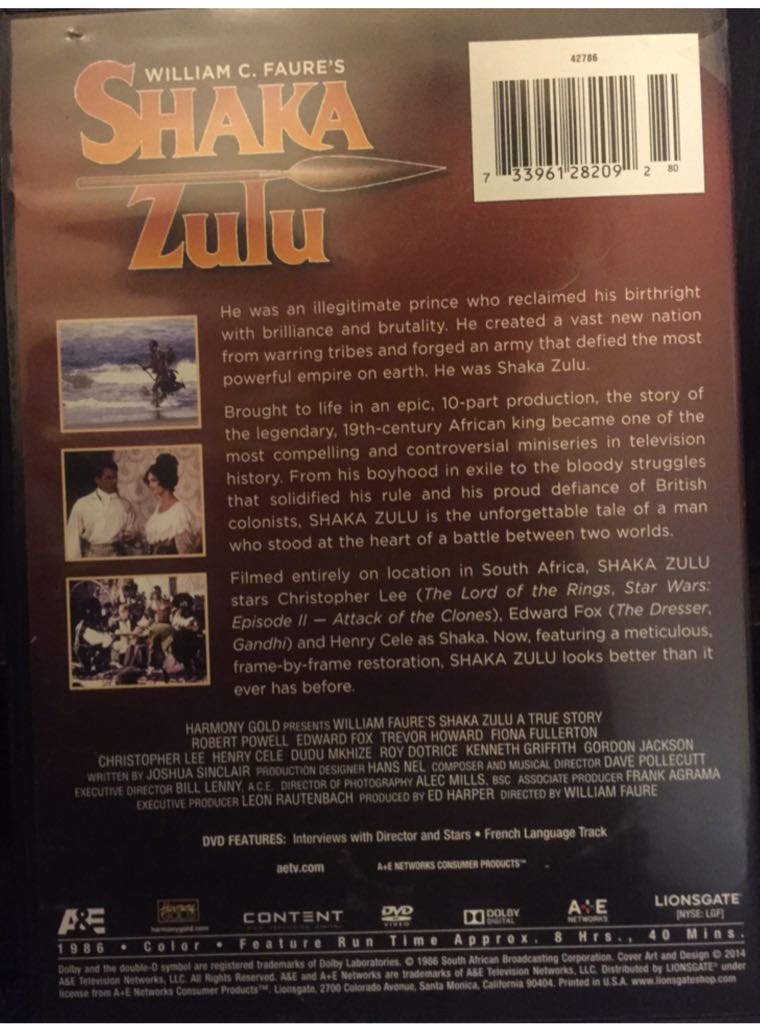 WILLIAM C. FAURE'S
SHAKA
Zulu
42786
7 33961 28209 2 80
He was an illegitimate prince who reclaimed his birthright
with brilliance and brutality. He created a vast new nation
from warring tribes and forged an army that defied the most
powerful empire on earth. He was Shaka Zulu.
Brought to life in an epic, 10-part production, the story of
the legendary, 19th-century African king became one of the
most compelling and controversial miniseries in television
history. From his boyhood in exile to the bloody struggles
that solidified his rule and his proud defiance of British
colonists, SHAKA ZULU is the unforgettable tale of a man
who stood at the heart of a battle between two worlds.
Filmed entirely on location in South Africa, SHAKA ZULU
stars Christopher Lee (The Lord of the Rings, Star Wars:
Episode II — Attack of the Clones), Edward Fox (The Dresser,
Gandhi) and Henry Cele as Shaka. Now, featuring a meticulous,
frame-by-frame restoration, SHAKA ZULU looks better than it
ever has before.
HARMONY GOLD PRESENTS WILLIAM FAURE'S SHAKA ZULU A TRUE STORY
ROBERT POWELL EDWARD FOX TREVOR HOWARD FIONA FULLERTON
CHRISTOPHER LEE HENRY CELE DUDU MKHIZE ROY DOTRICE KENNETH GRIFFITH GORDON JACKSON
WRITTEN BY JOSHUA SINCLAIR PRODUCTION DESIGNER HANS NEL COMPOSER AND MUSICAL DIRECTOR DAVE POLLECUTT
EXECUTIVE DIRECTOR BILL LENNY, A.C.E. DIRECTOR OF PHOTOGRAPHY ALEC MILLS, BSC ASSOCIATE PRODUCER FRANK AGRAMA
EXECUTIVE PRODUCER LEON RAUTENBACH PRODUCED BY ED HARPER DIRECTED BY WILLIAM FAURE
DVD FEATURES: Interviews with Director and Stars • French Language Track
aetv.com A+E NETWORKS CONSUMER PRODUCTS™
A&E Harmony GOLD harmonygold.com CONTENT DVD VIDEO DOLBY DIGITAL A+E NETWORKS LIONSGATE® [NYSE: LGF]
1986 • Color • Feature Run Time Approx. 8 Hrs., 40 Mins.
Dolby and the double-D symbol are registered trademarks of Dolby Laboratories. © 1986 South African Broadcasting Corporation. Cover Art and Design © 2014
A&E Television Networks, LLC. All Rights Reserved. A&E and A+E Networks are trademarks of A&E Television Networks, LLC. Distributed by LIONSGATE® under
license from A+E Networks Consumer Products™. Lionsgate, 2700 Colorado Avenue, Santa Monica, California 90404. Printed in U.S.A. www.lionsgateshop.com